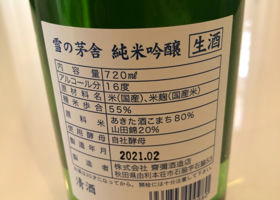 雪の茅舎 純米吟醸 生酒
内容量 720ml
アルコール分 16度
原材料名 米(国産)、米麹(国産米)
精米歩合 55%
原料米 あきた酒こまち80%
山田錦20%
使用酵母 自社酵母
製造年月 2021.02
製造者 株式会社 齋彌酒造店
秋田県由利本荘市石脇字石脇53
清酒